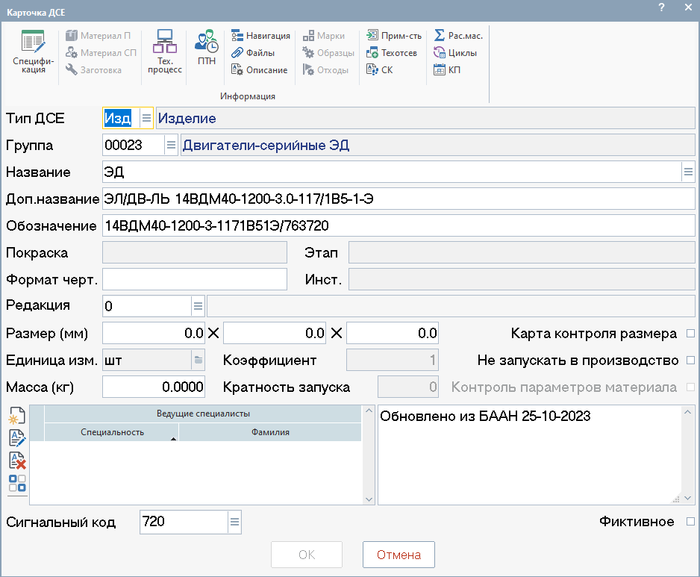 Карточка ДСЕ
? ×
Специфи-
кация
Материал П
Материал СП
Заготовка
Тех.
процесс
ПТН
Навигация
Файлы
Описание
Марки
Образцы
Отходы
Прим-сть
Техотсев
СК
Рас.мас.
Циклы
КП
Информация
Тип ДСЕ Изд Изделие
Группа 00023 Двигатели-серийные ЭД
Название ЭД
Доп.название ЭЛ/ДВ-ЛЬ 14ВДМ40-1200-3.0-117/1В5-1-Э
Обозначение 14ВДМ40-1200-3-1171В51Э/763720
Покраска Этап
Формат черт. Инст.
Редакция 0
Размер (мм) 0.0 × 0.0 × 0.0 Карта контроля размера
Единица изм. шт Коэффициент 1 Не запускать в производство
Масса (кг) 0.0000 Кратность запуска 0 Контроль параметров материала
Ведущие специалисты
Специальность Фамилия
Обновлено из БААН 25-10-2023
Сигнальный код 720 Фиктивное
ОК Отмена